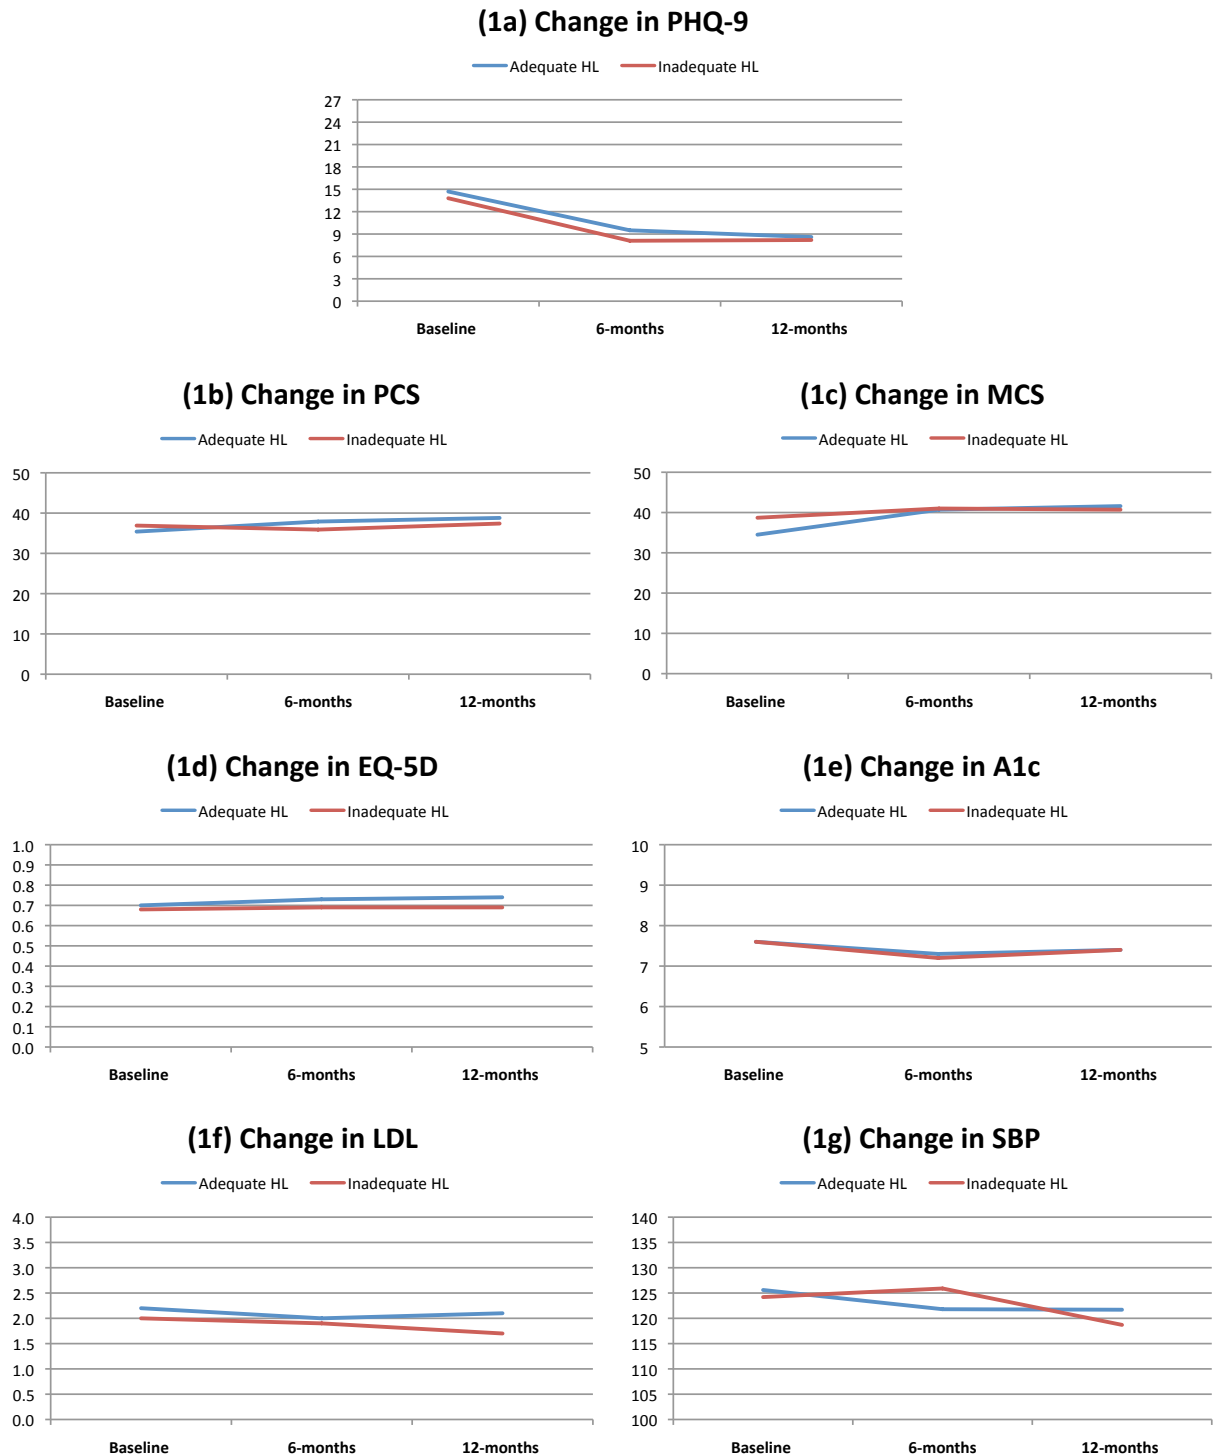 (1a) Change in PHQ-9
Adequate HL Inadequate HL
27
24
21
18
15
12
9
6
3
0
Baseline 6-months 12-months
(1b) Change in PCS
Adequate HL Inadequate HL
50
40
30
20
10
0
Baseline 6-months 12-months
(1c) Change in MCS
Adequate HL Inadequate HL
50
40
30
20
10
0
Baseline 6-months 12-months
(1d) Change in EQ-5D
Adequate HL Inadequate HL
1.0
0.9
0.8
0.7
0.6
0.5
0.4
0.3
0.2
0.1
0.0
Baseline 6-months 12-months
(1e) Change in A1c
Adequate HL Inadequate HL
10
9
8
7
6
5
Baseline 6-months 12-months
(1f) Change in LDL
Adequate HL Inadequate HL
4.0
3.5
3.0
2.5
2.0
1.5
1.0
0.5
0.0
Baseline 6-months 12-months
(1g) Change in SBP
Adequate HL Inadequate HL
140
135
130
125
120
115
110
105
100
Baseline 6-months 12-months